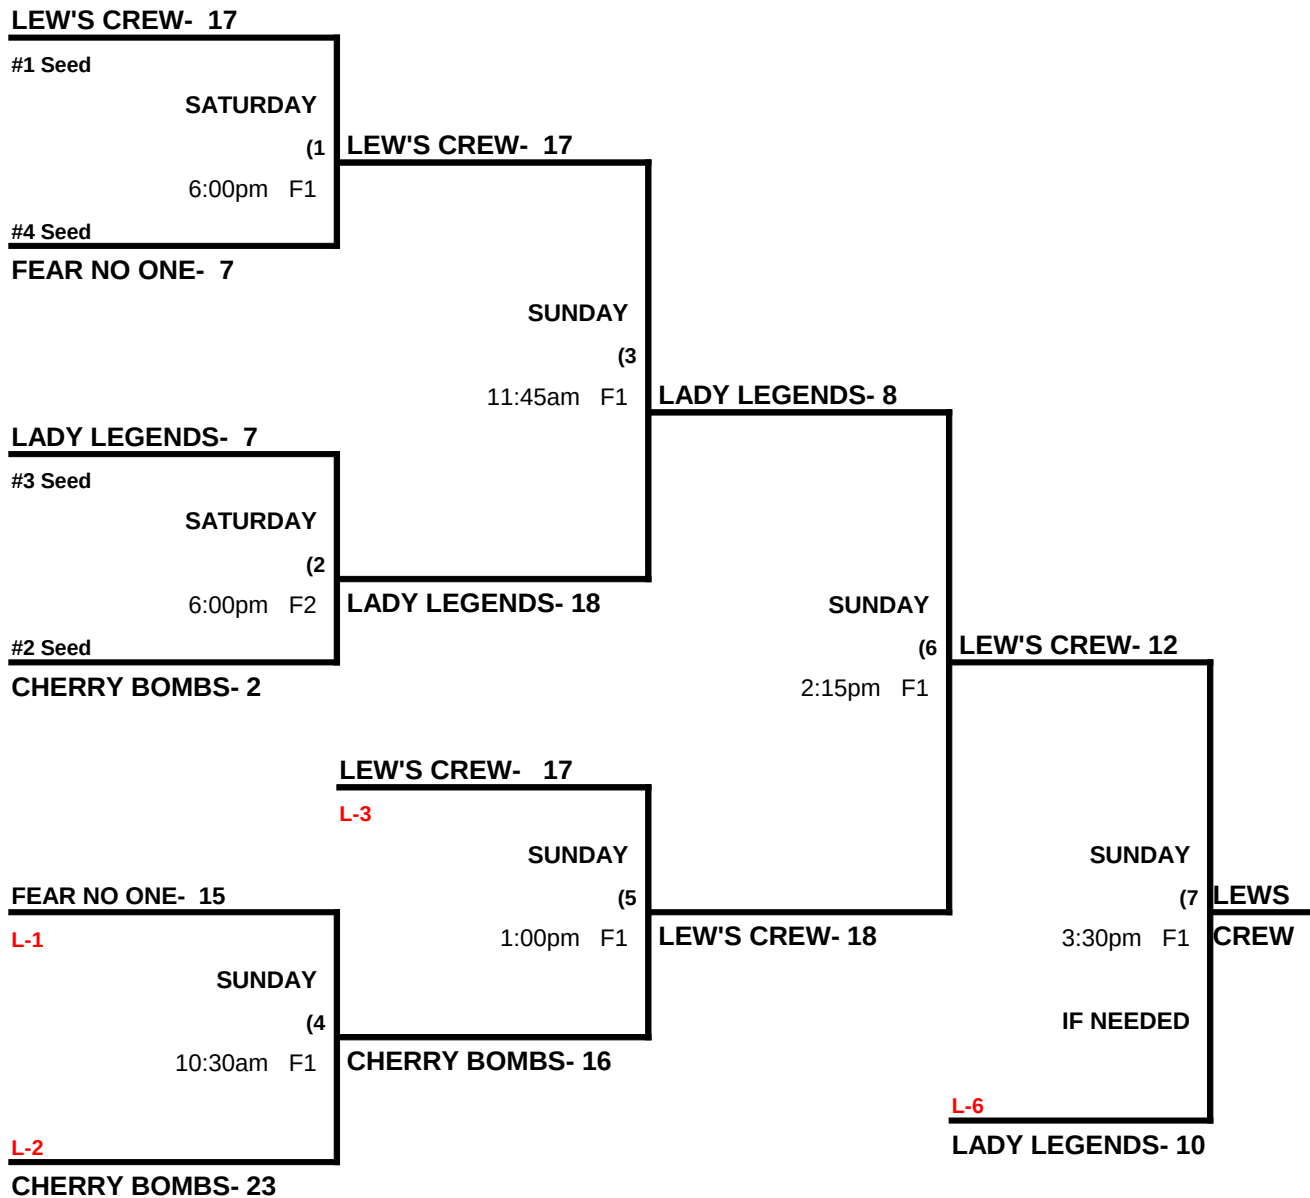 LEW'S CREW-  17
#1 Seed
SATURDAY
(1
LEW'S CREW-  17
6:00pm   F1
#4 Seed
FEAR NO ONE-  7
SUNDAY
(3
11:45am   F1
LADY LEGENDS- 8
LADY LEGENDS-  7
#3 Seed
SATURDAY
(2
6:00pm   F2
LADY LEGENDS- 18
#2 Seed
CHERRY BOMBS- 2
SUNDAY
(6
LEW'S CREW- 12
2:15pm   F1
LEW'S CREW-   17
L-3
SUNDAY
(5
1:00pm   F1
LEW'S CREW- 18
FEAR NO ONE-  15
L-1
SUNDAY
(4
10:30am   F1
CHERRY BOMBS- 16
L-2
CHERRY BOMBS- 23
SUNDAY
(7
LEWS
3:30pm   F1
CREW
IF NEEDED
L-6
LADY LEGENDS- 10